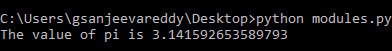 C:\Users\gsanjeevareddy\Desktop>python modules.py
The value of pi is 3.141592653589793